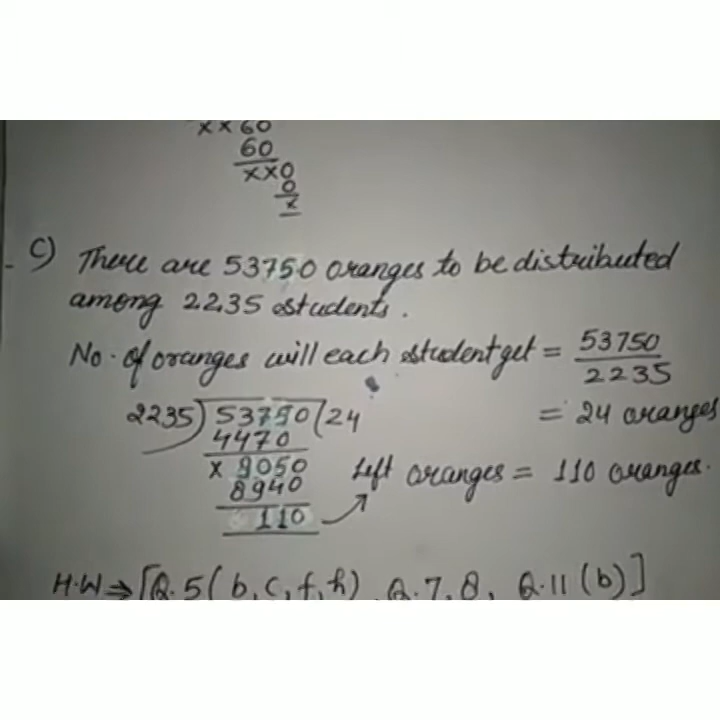 x x 60
60
x x 0
0
x
c) There are 53750 oranges to be distributed
among 2235 students.
No. of oranges will each student get = 53750
2235
2235)53750(24 = 24 oranges
4470
x 9050 Left oranges = 110 oranges.
8940
110
H.W → [Q.5(b,c,f,h) Q.7,8, Q.11(b)]